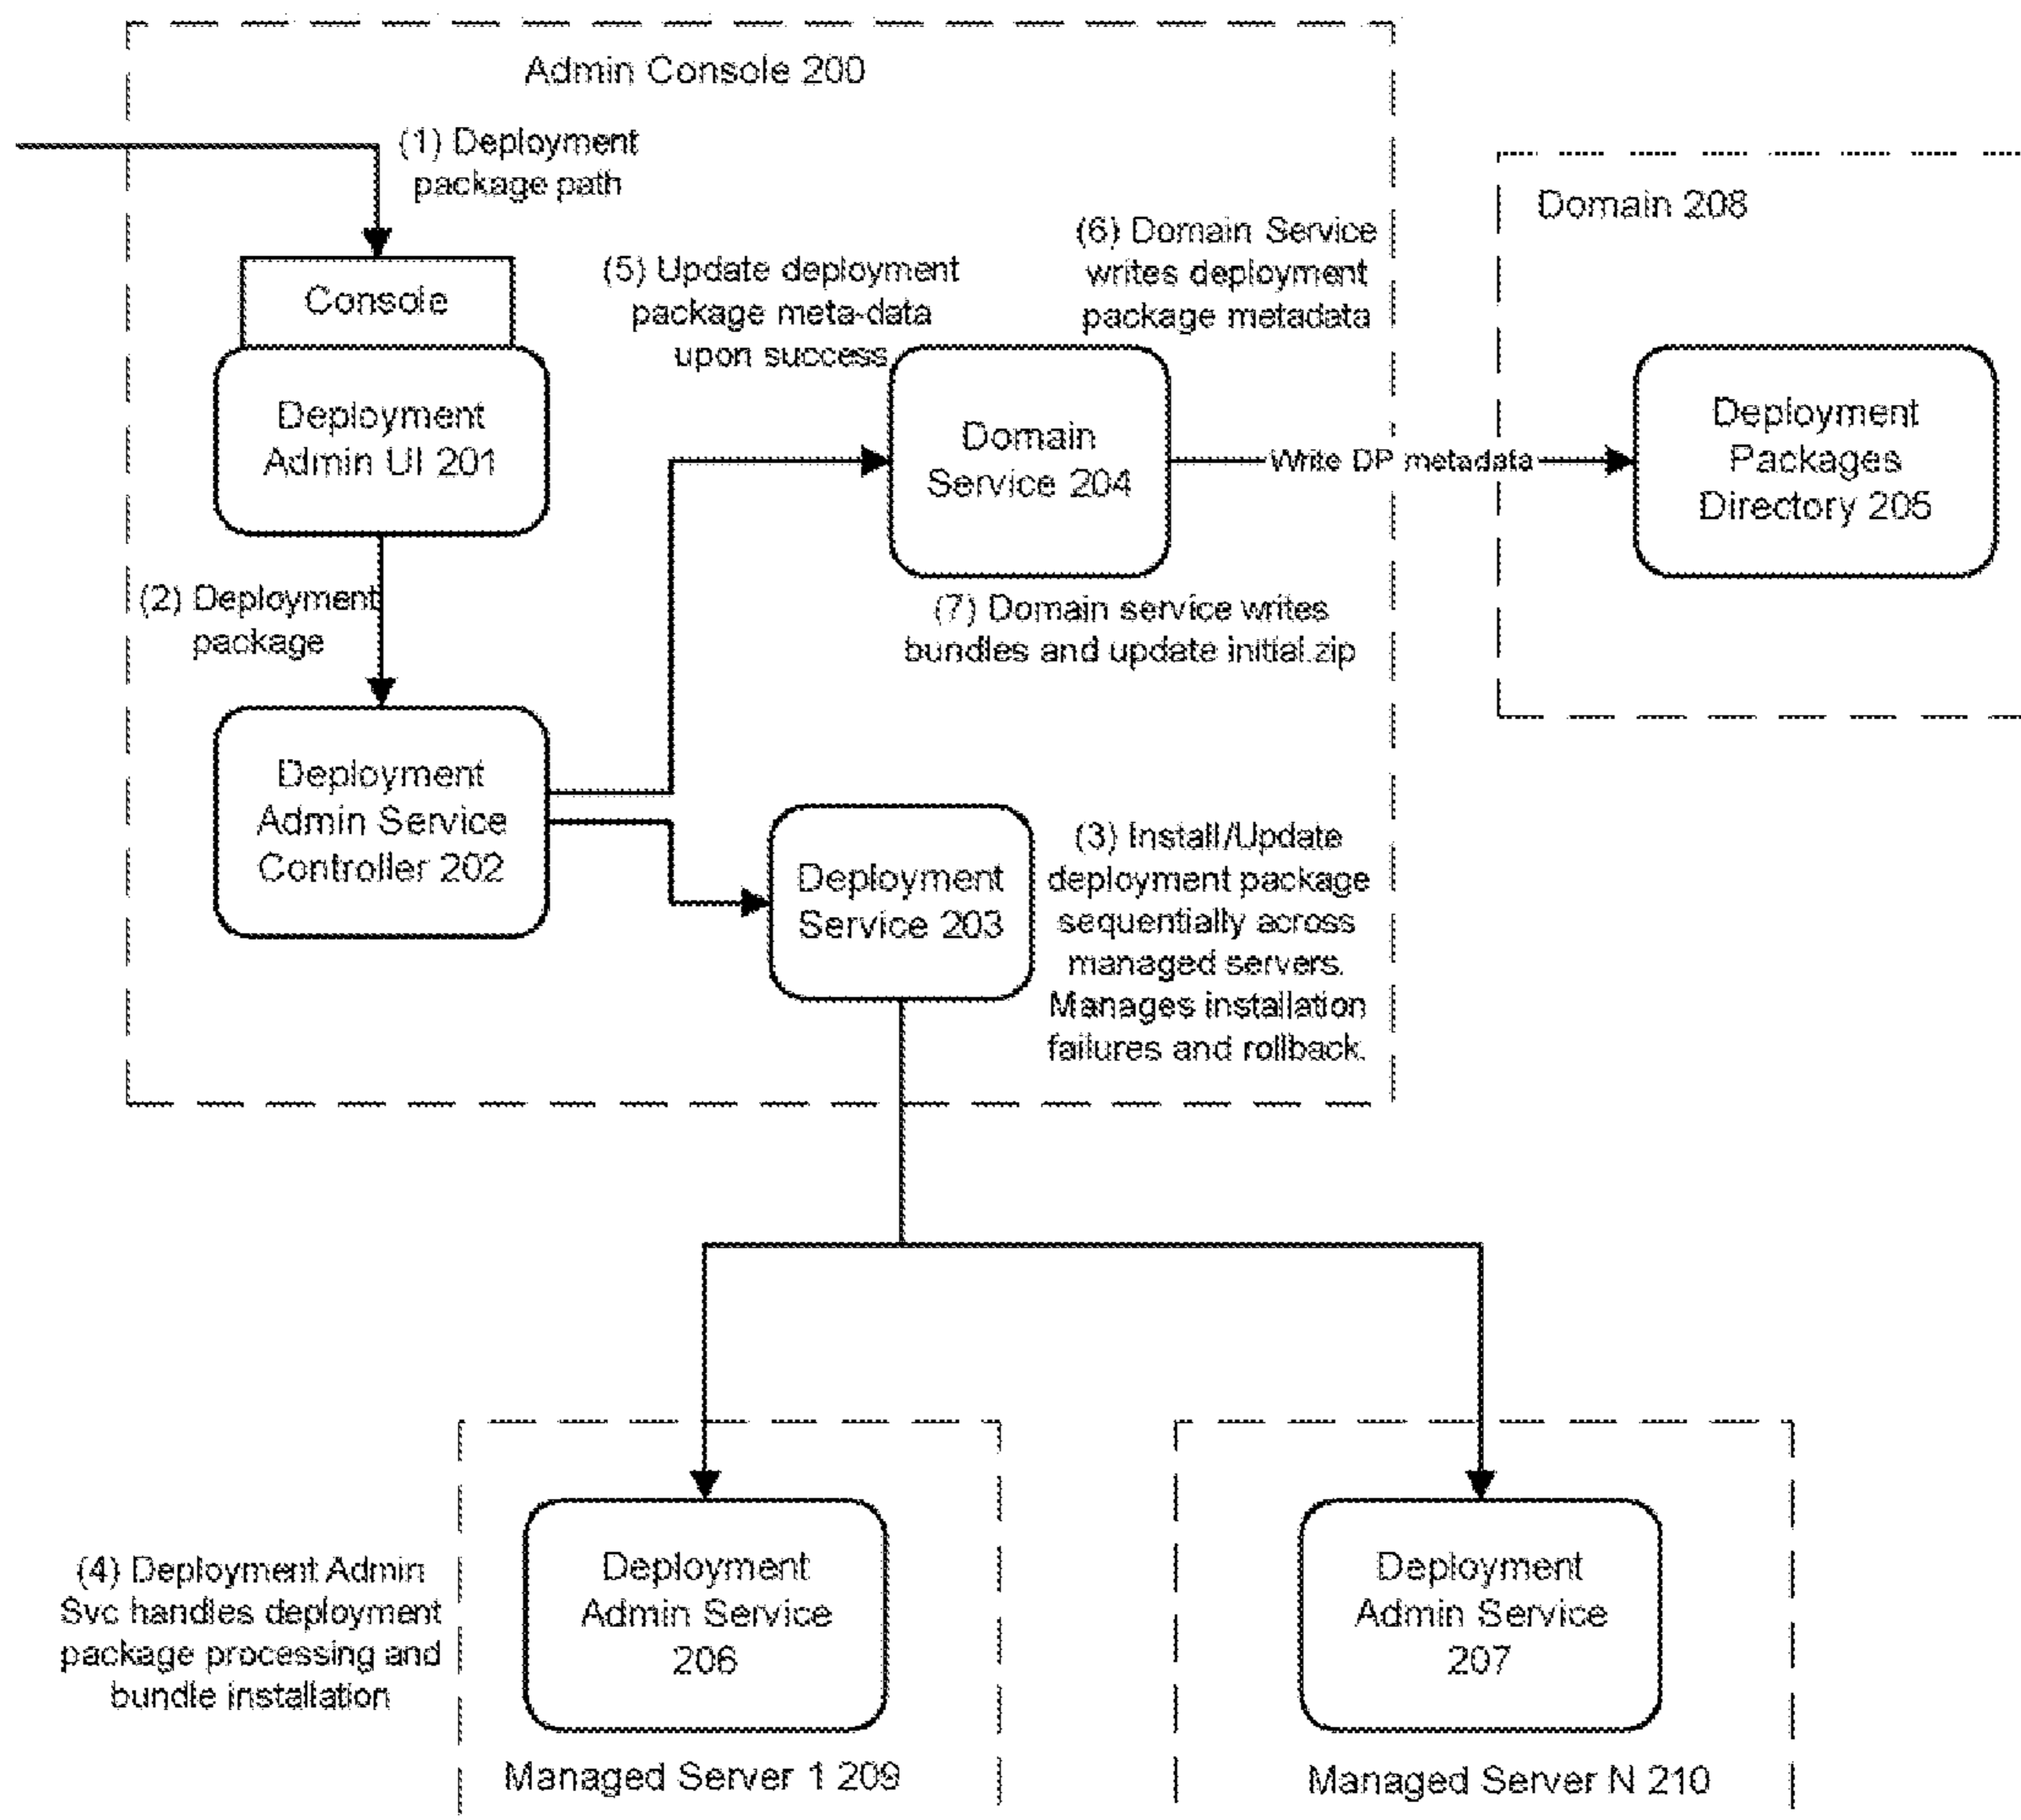 Admin Console 200
(1) Deployment
package path
Domain 208
(6) Domain Service
writes deployment
package metadata
(5) Update deployment
package meta-data
upon success
Console
Deployment
Admin UI 201
Domain
Service 204
Write DP metadata
Deployment
Packages
Directory 205
(2) Deployment
package
(7) Domain service writes
bundles and update initial.zip
Deployment
Admin Service
Controller 202
Deployment
Service 203
(3) Install/Update
deployment package
sequentially across
managed servers.
Manages installation
failures and rollback.
(4) Deployment Admin
Svc handles deployment
package processing and
bundle installation
Deployment
Admin Service
206
Managed Server 1 209
Deployment
Admin Service
207
Managed Server N 210